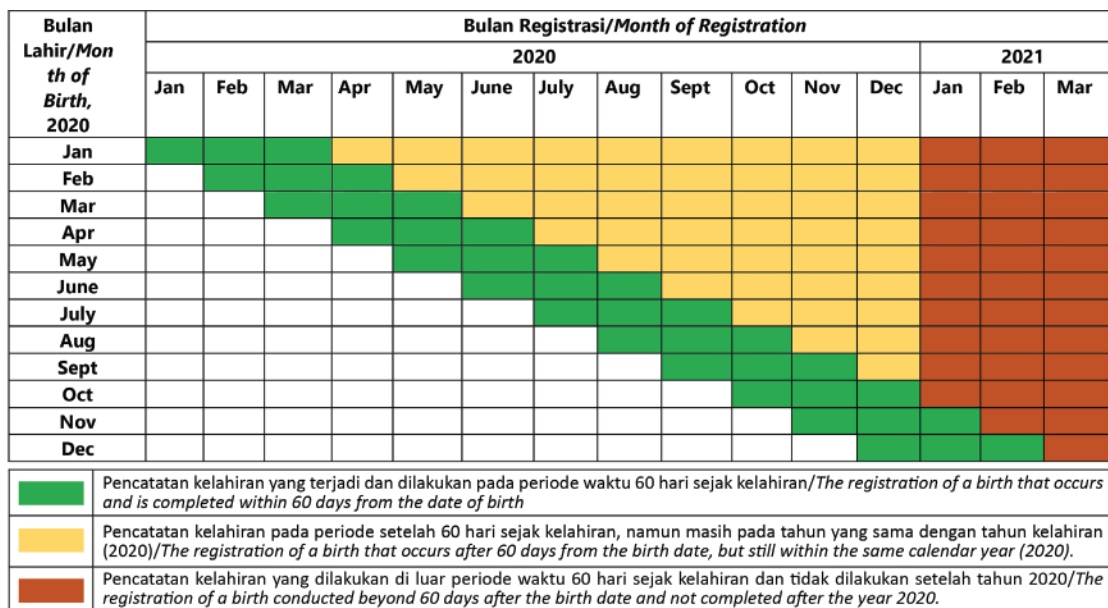 Bulan
Lahir/Mon
th of
Birth,
2020
Bulan Registrasi/Month of Registration
2020 2021
Jan Feb Mar Apr May June July Aug Sept Oct Nov Dec Jan Feb Mar
Jan
Feb
Mar
Apr
May
June
July
Aug
Sept
Oct
Nov
Dec
Pencatatan kelahiran yang terjadi dan dilakukan pada periode waktu 60 hari sejak kelahiran/The registration of a birth that occurs
and is completed within 60 days from the date of birth
Pencatatan kelahiran pada periode setelah 60 hari sejak kelahiran, namun masih pada tahun yang sama dengan tahun kelahiran
(2020)/The registration of a birth that occurs after 60 days from the birth date, but still within the same calendar year (2020).
Pencatatan kelahiran yang dilakukan di luar periode waktu 60 hari sejak kelahiran dan tidak dilakukan setelah tahun 2020/The
registration of a birth conducted beyond 60 days after the birth date and not completed after the year 2020.